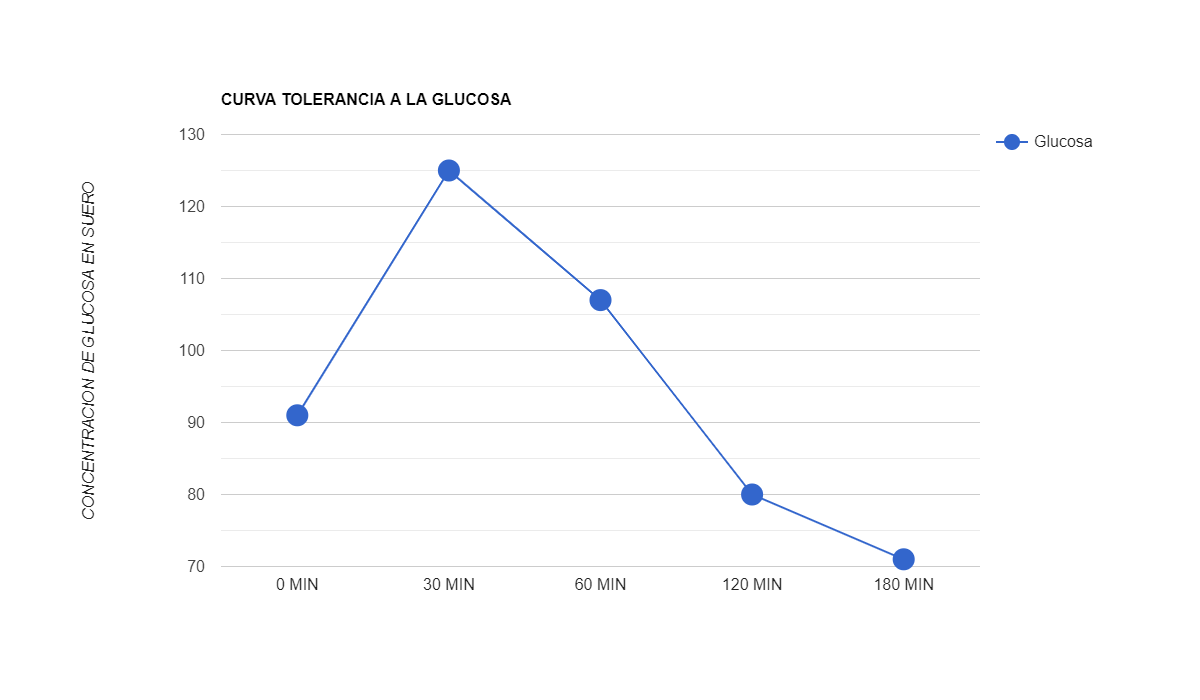 CURVA TOLERANCIA A LA GLUCOSA
130
120
110
100
90
80
70
CONCENTRACION DE GLUCOSA EN SUERO
0 MIN
30 MIN
60 MIN
120 MIN
180 MIN
Glucosa